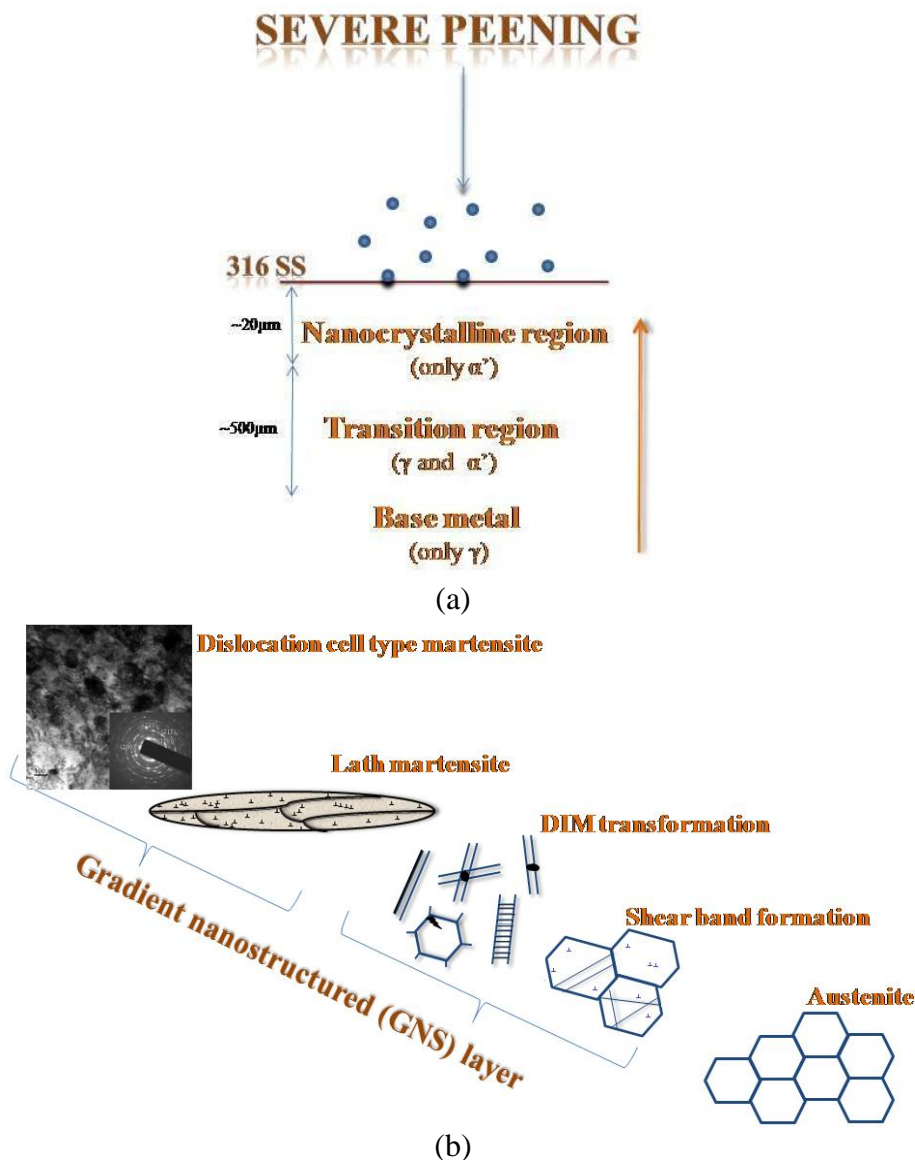 SEVERE PEENING
316 SS
~20µm
Nanocrystalline region
(only α’)
~500µm
Transition region
(γ and α’)
Base metal
(only γ)
(a)
Dislocation cell type martensite
Lath martensite
DIM transformation
Shear band formation
Austenite
Gradient nanostructured (GNS) layer
(b)